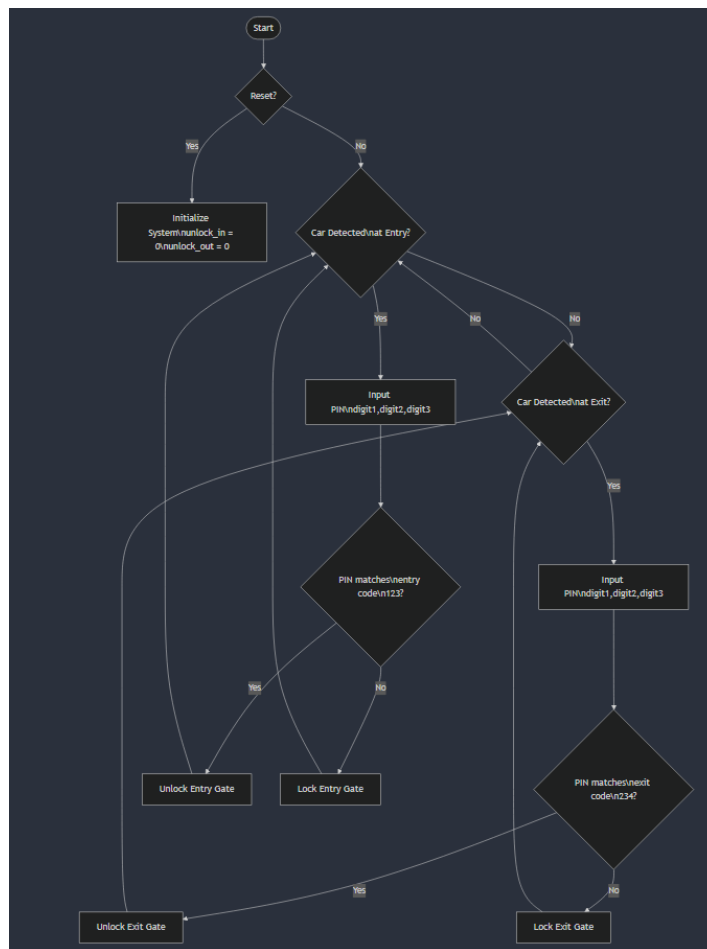 Start
Reset?
Yes
No
Initialize
System\nunlock_in =
0\nunlock_out = 0
Car Detected\nat Entry?
Yes
No
No
Input
PIN\ndigit1,digit2,digit3
Car Detected\nat Exit?
Yes
PIN matches\nentry
code\n123?
Input
PIN\ndigit1,digit2,digit3
Yes
No
Unlock Entry Gate
Lock Entry Gate
PIN matches\nexit
code\n234?
Yes
No
Unlock Exit Gate
Lock Exit Gate